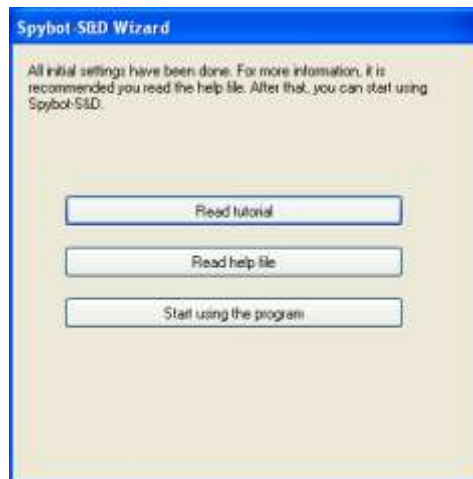 Spybot-S&D Wizard
All initial settings have been done. For more information, it is
recommended you read the help file. After that, you can start using
Spybot-S&D.
Read tutorial
Read help file
Start using the program